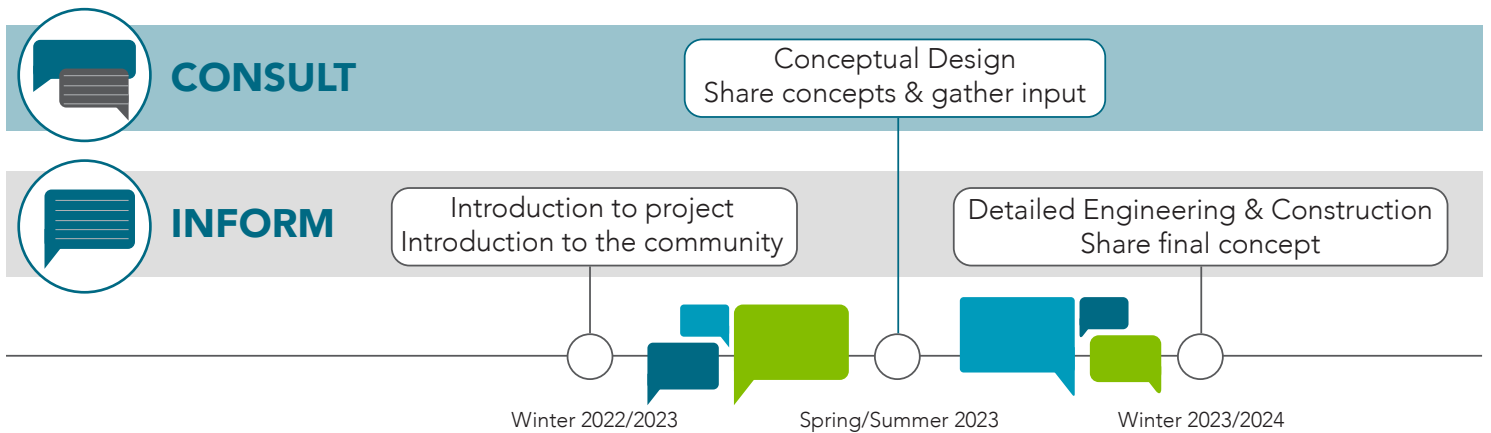 CONSULT
Conceptual Design
Share concepts & gather input
INFORM
Introduction to project
Introduction to the community
Detailed Engineering & Construction
Share final concept
Winter 2022/2023
Spring/Summer 2023
Winter 2023/2024